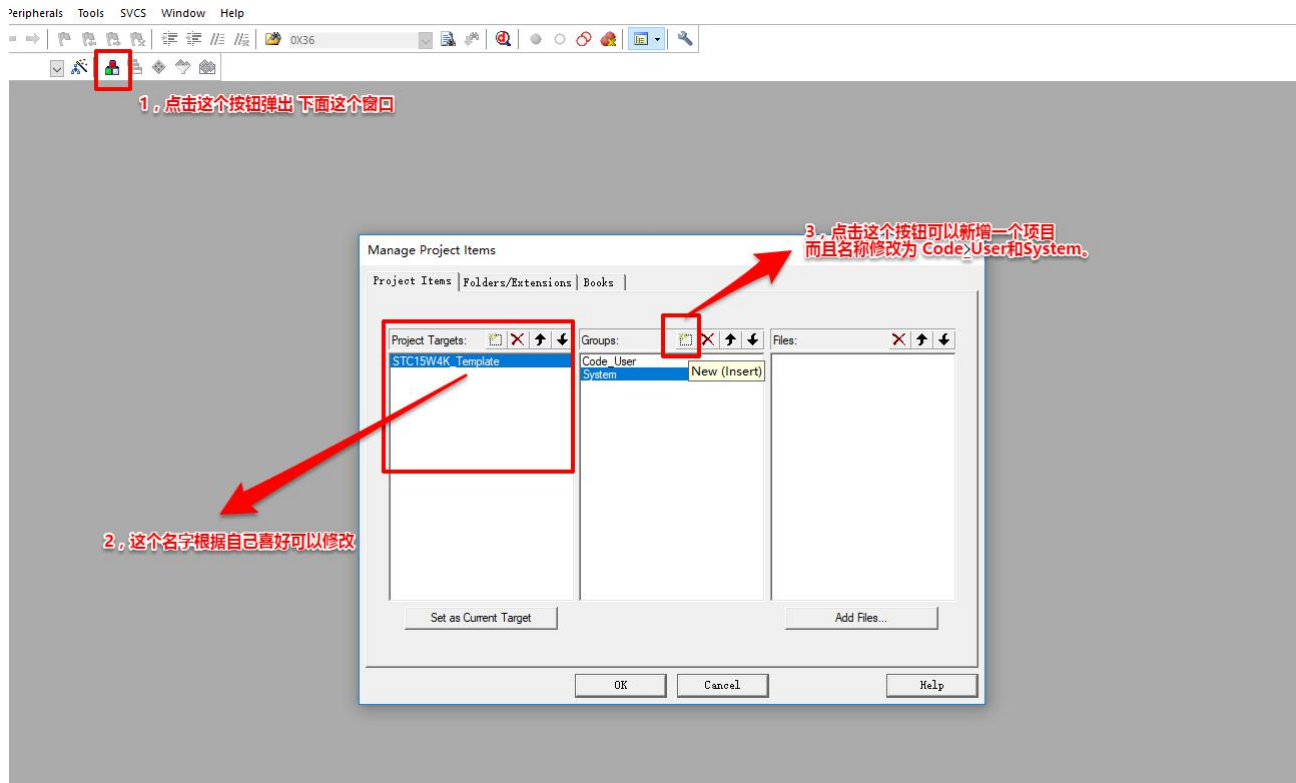 Peripherals Tools SVCS Window Help
0X36
1，点击这个按钮弹出 下面这个窗口
3，点击这个按钮可以新增一个项目
而且名称修改为 Code_User和System。
Manage Project Items
Project Items Folders/Extensions Books
Project Targets: Groups: Files:
STC15W4K_Template Code_User
System New (Insert)
2，这个名字根据自己喜好可以修改
Set as Current Target Add Files...
OK Cancel Help